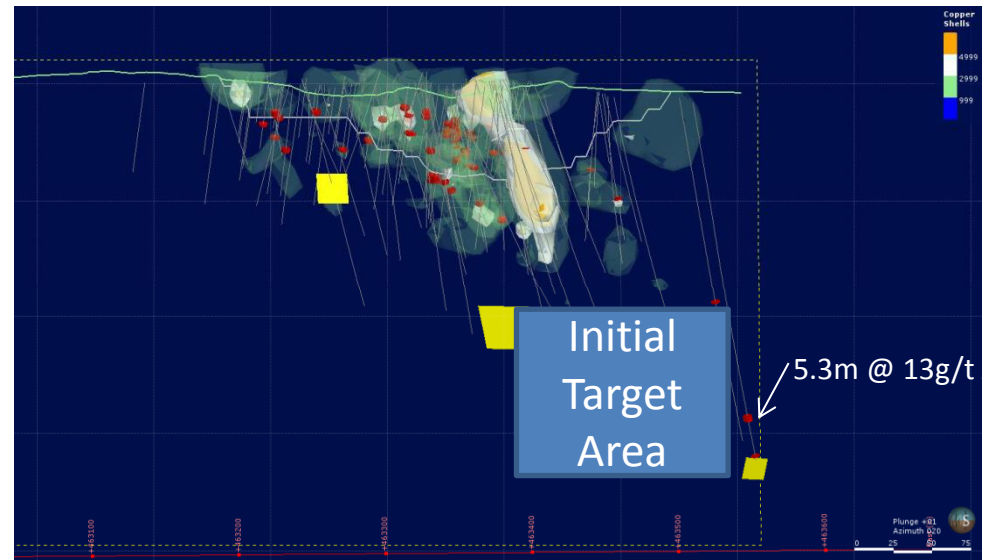 Copper
Shells
4999
2999
999
Initial
Target
Area
5.3m @ 13g/t
+463100
+463200
+463300
+463400
+463500
+463600
Plunge +01
Azimuth 020
0 25 50 75